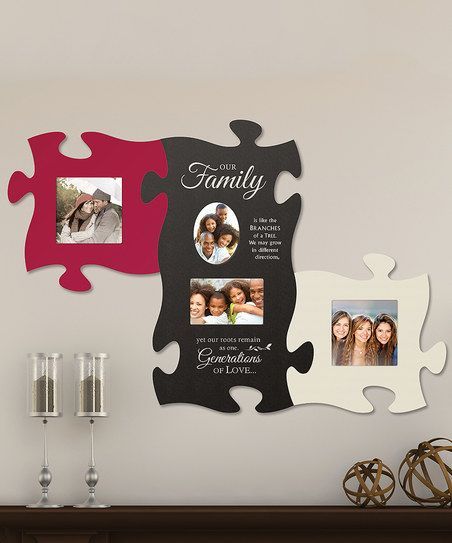 OUR
Family
is like the
BRANCHES
of a TREE.
We may grow
in different
directions,
yet our roots remain
as one.
Generations
OF LOVE...